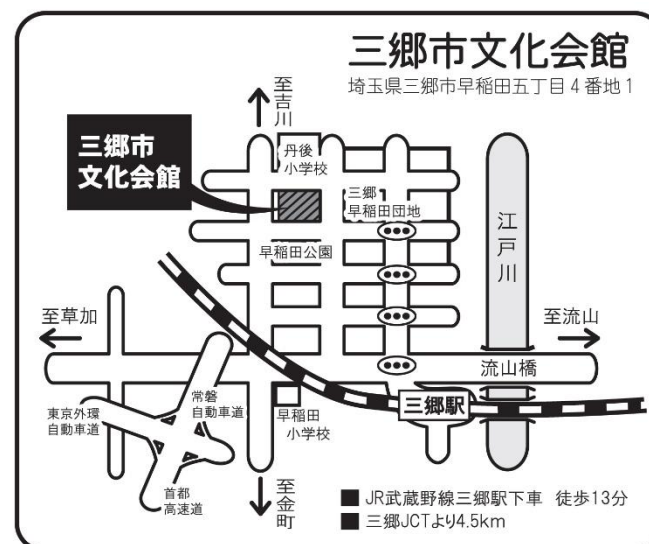 三郷市文化会館
埼玉県三郷市早稲田五丁目4番地1
至吉川
三郷市
文化会館
丹後
小学校
三郷
早稲田団地
早稲田公園
江戸川
至草加
至流山
流山橋
常磐
自動車道
東京外環
自動車道
早稲田
小学校
三郷駅
首都
高速道
至金町
■ JR武蔵野線三郷駅下車 徒歩13分
■ 三郷JCTより4.5km